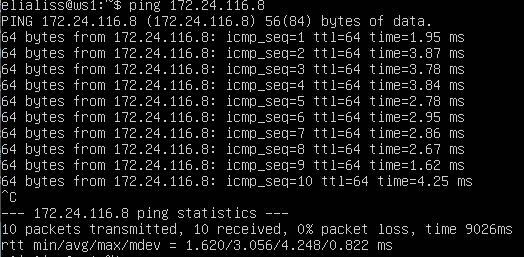 elialiss@ws1:~$ ping 172.24.116.8
PING 172.24.116.8 (172.24.116.8) 56(84) bytes of data.
64 bytes from 172.24.116.8: icmp_seq=1 ttl=64 time=1.95 ms
64 bytes from 172.24.116.8: icmp_seq=2 ttl=64 time=3.87 ms
64 bytes from 172.24.116.8: icmp_seq=3 ttl=64 time=3.78 ms
64 bytes from 172.24.116.8: icmp_seq=4 ttl=64 time=3.84 ms
64 bytes from 172.24.116.8: icmp_seq=5 ttl=64 time=2.78 ms
64 bytes from 172.24.116.8: icmp_seq=6 ttl=64 time=2.95 ms
64 bytes from 172.24.116.8: icmp_seq=7 ttl=64 time=2.86 ms
64 bytes from 172.24.116.8: icmp_seq=8 ttl=64 time=2.67 ms
64 bytes from 172.24.116.8: icmp_seq=9 ttl=64 time=1.62 ms
64 bytes from 172.24.116.8: icmp_seq=10 ttl=64 time=4.25 ms
^C
--- 172.24.116.8 ping statistics ---
10 packets transmitted, 10 received, 0% packet loss, time 9026ms
rtt min/avg/max/mdev = 1.620/3.056/4.248/0.822 ms